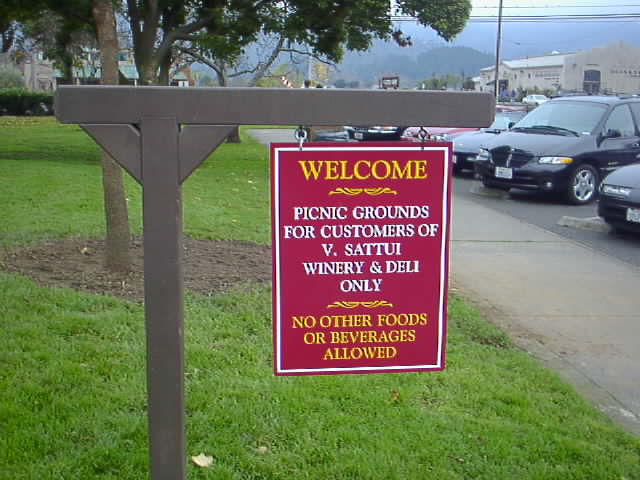 WELCOME
PICNIC GROUNDS
FOR CUSTOMERS OF
V. SATTUI
WINERY & DELI
ONLY
NO OTHER FOODS
OR BEVERAGES
ALLOWED